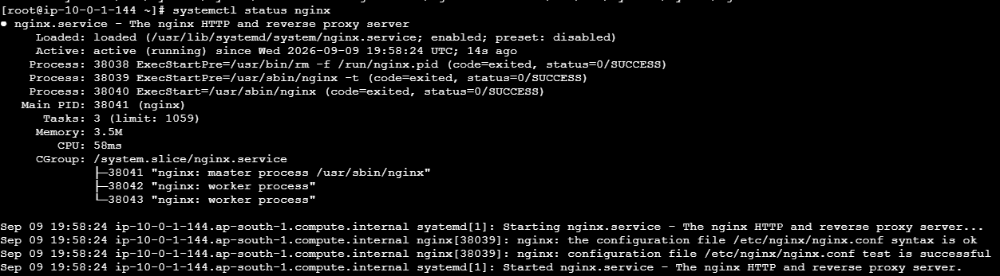 [root@ip-10-0-1-144 ~]# systemctl status nginx
● nginx.service - The nginx HTTP and reverse proxy server
     Loaded: loaded (/usr/lib/systemd/system/nginx.service; enabled; preset: disabled)
     Active: active (running) since Wed 2026-09-09 19:58:24 UTC; 14s ago
    Process: 38038 ExecStartPre=/usr/bin/rm -f /run/nginx.pid (code=exited, status=0/SUCCESS)
    Process: 38039 ExecStartPre=/usr/sbin/nginx -t (code=exited, status=0/SUCCESS)
    Process: 38040 ExecStart=/usr/sbin/nginx (code=exited, status=0/SUCCESS)
   Main PID: 38041 (nginx)
      Tasks: 3 (limit: 1059)
     Memory: 3.5M
        CPU: 58ms
     CGroup: /system.slice/nginx.service
             ├─38041 "nginx: master process /usr/sbin/nginx"
             ├─38042 "nginx: worker process"
             └─38043 "nginx: worker process"

Sep 09 19:58:24 ip-10-0-1-144.ap-south-1.compute.internal systemd[1]: Starting nginx.service - The nginx HTTP and reverse proxy server...
Sep 09 19:58:24 ip-10-0-1-144.ap-south-1.compute.internal nginx[38039]: nginx: the configuration file /etc/nginx/nginx.conf syntax is ok
Sep 09 19:58:24 ip-10-0-1-144.ap-south-1.compute.internal nginx[38039]: nginx: configuration file /etc/nginx/nginx.conf test is successful
Sep 09 19:58:24 ip-10-0-1-144.ap-south-1.compute.internal systemd[1]: Started nginx.service - The nginx HTTP and reverse proxy server.